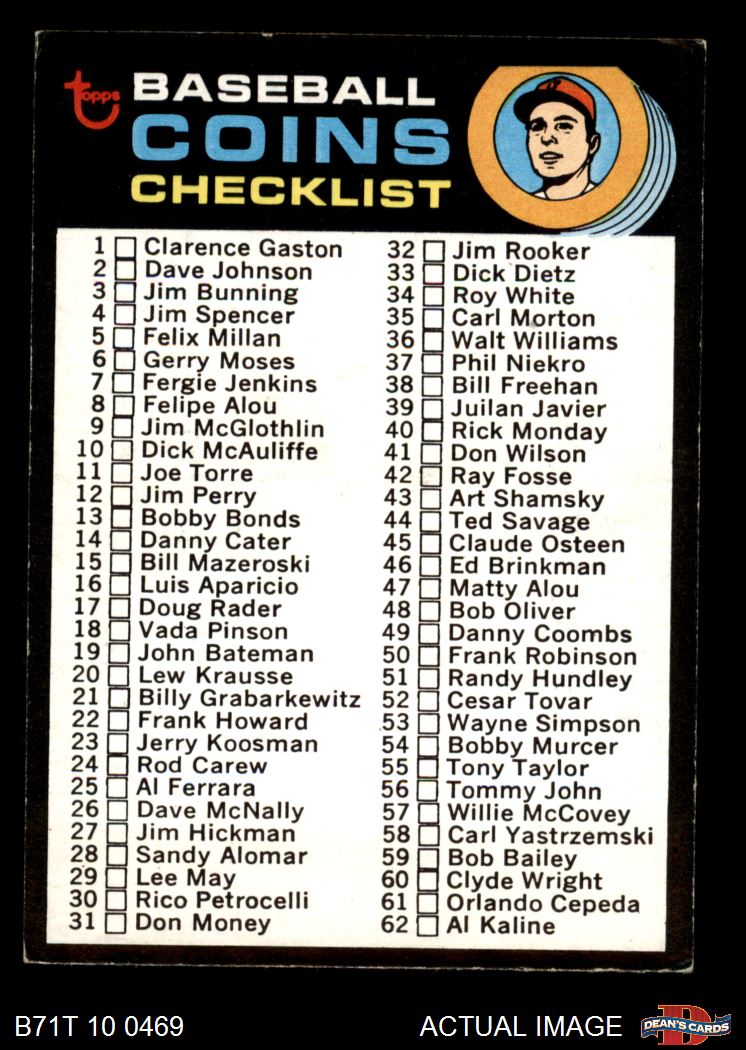 topps
BASEBALL
COINS
CHECKLIST
1 Clarence Gaston
2 Dave Johnson
3 Jim Bunning
4 Jim Spencer
5 Felix Millan
6 Gerry Moses
7 Fergie Jenkins
8 Felipe Alou
9 Jim McGlothlin
10 Dick McAuliffe
11 Joe Torre
12 Jim Perry
13 Bobby Bonds
14 Danny Cater
15 Bill Mazeroski
16 Luis Aparicio
17 Doug Rader
18 Vada Pinson
19 John Bateman
20 Lew Krausse
21 Billy Grabarkewitz
22 Frank Howard
23 Jerry Koosman
24 Rod Carew
25 Al Ferrara
26 Dave McNally
27 Jim Hickman
28 Sandy Alomar
29 Lee May
30 Rico Petrocelli
31 Don Money
32 Jim Rooker
33 Dick Dietz
34 Roy White
35 Carl Morton
36 Walt Williams
37 Phil Niekro
38 Bill Freehan
39 Juilan Javier
40 Rick Monday
41 Don Wilson
42 Ray Fosse
43 Art Shamsky
44 Ted Savage
45 Claude Osteen
46 Ed Brinkman
47 Matty Alou
48 Bob Oliver
49 Danny Coombs
50 Frank Robinson
51 Randy Hundley
52 Cesar Tovar
53 Wayne Simpson
54 Bobby Murcer
55 Tony Taylor
56 Tommy John
57 Willie McCovey
58 Carl Yastrzemski
59 Bob Bailey
60 Clyde Wright
61 Orlando Cepeda
62 Al Kaline
B71T 10 0469
ACTUAL IMAGE
D
DEAN'S CARDS